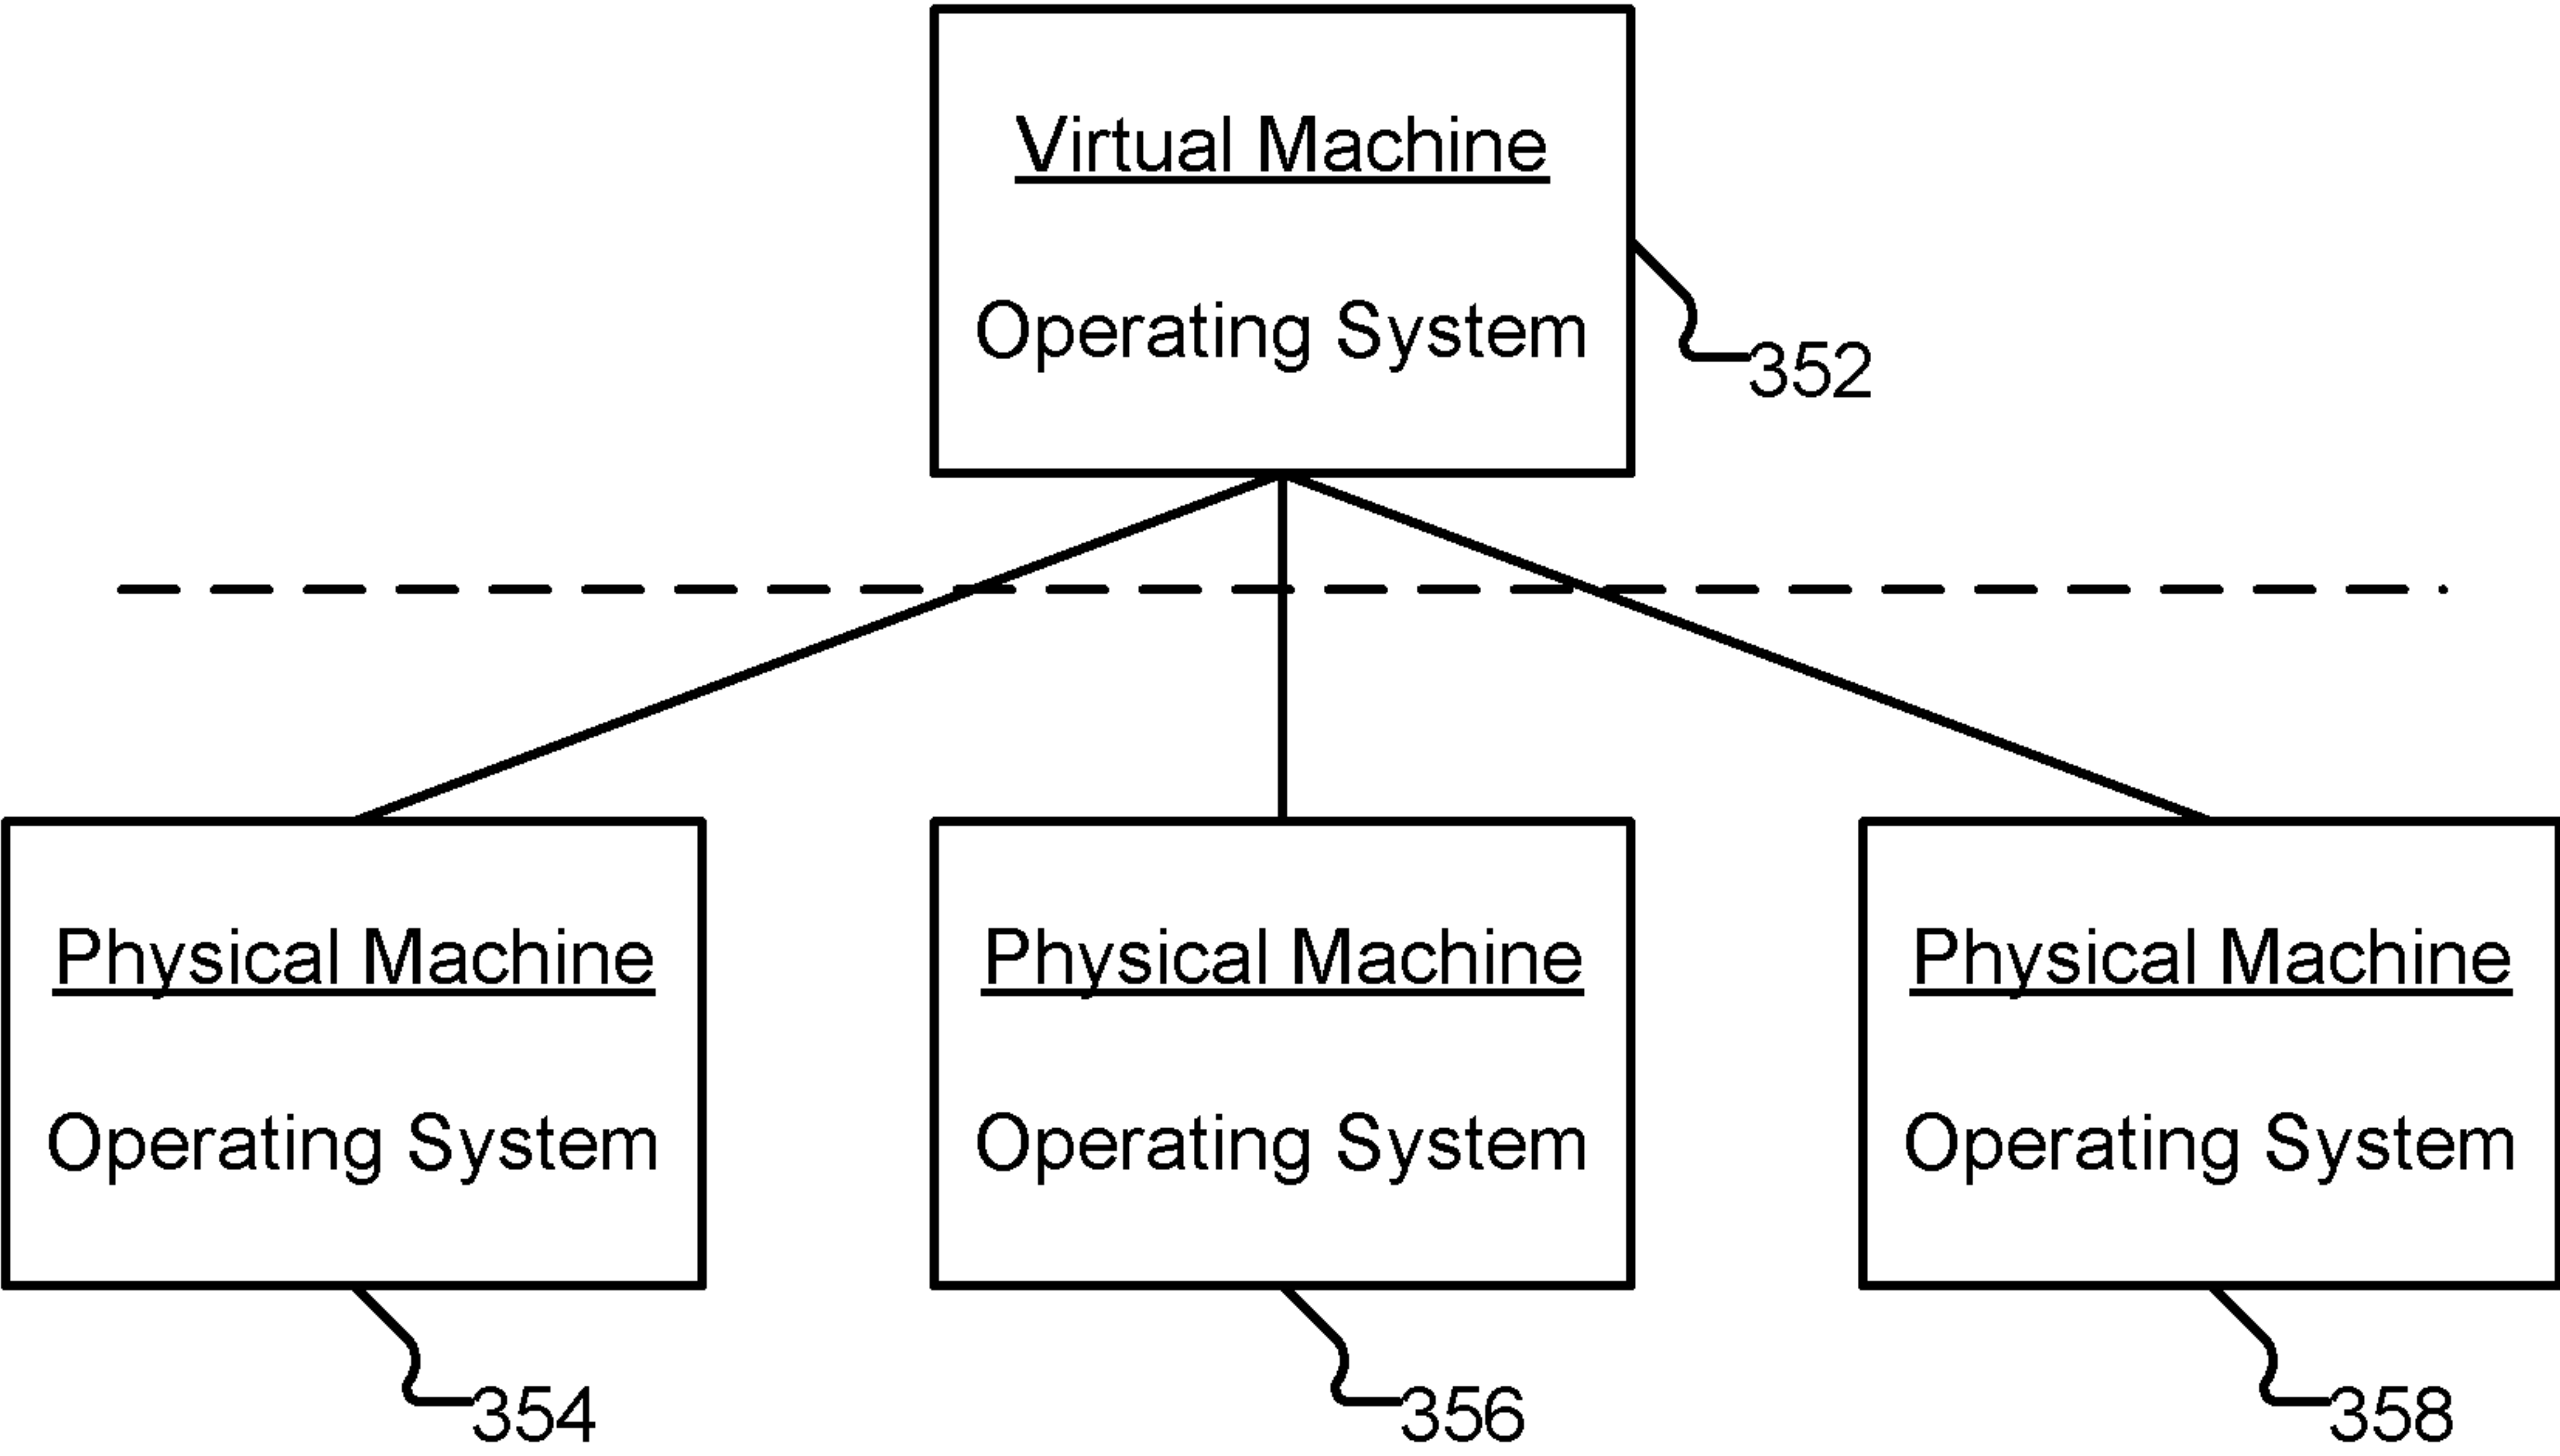 Virtual Machine
Operating System
352
Physical Machine
Operating System
354
Physical Machine
Operating System
356
Physical Machine
Operating System
358